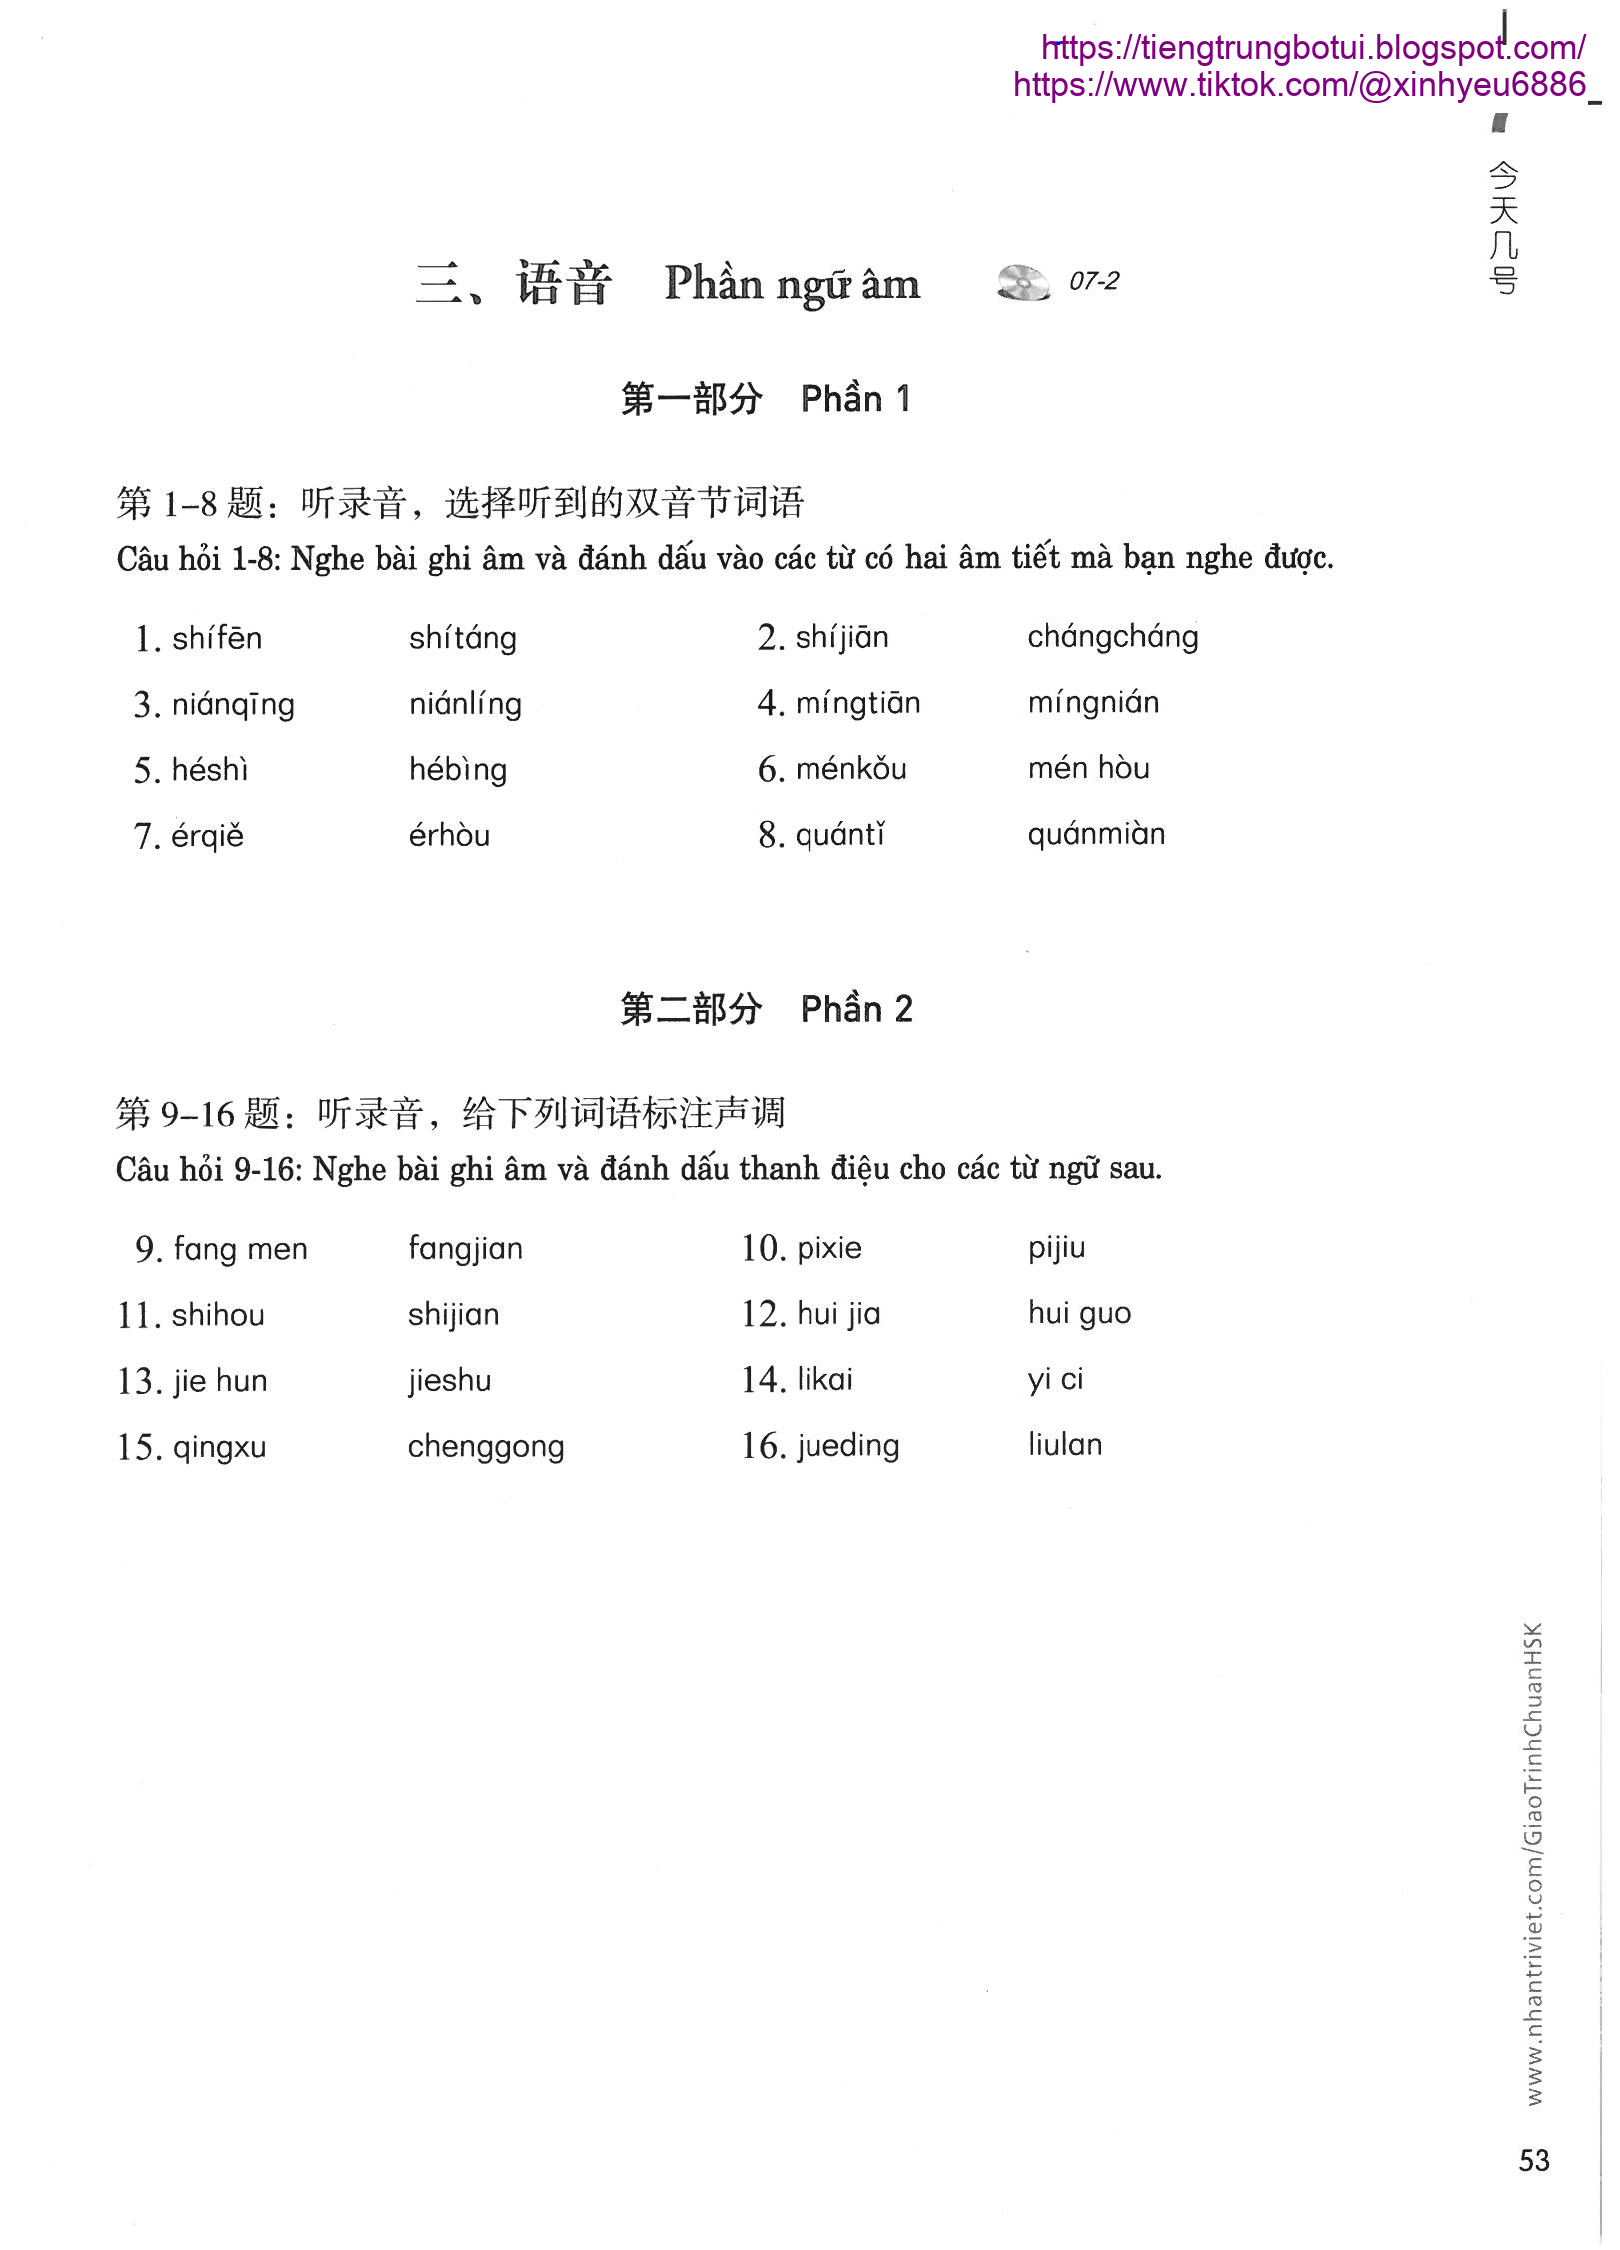 https://tiengtrungbotui.blogspot.com/
https://www.tiktok.com/@xinhyeu6886
今天几号
三、语音 Phần ngữ âm 07-2
第一部分 Phần 1
第 1–8 题：听录音，选择听到的双音节词语
Câu hỏi 1-8: Nghe bài ghi âm và đánh dấu vào các từ có hai âm tiết mà bạn nghe được.
1. shífēn shítáng 2. shíjiān chángcháng
3. niánqīng niánlíng 4. míngtiān míngnián
5. héshì hébìng 6. ménkǒu mén hòu
7. érqiě érhòu 8. quántǐ quánmiàn
第二部分 Phần 2
第 9–16 题：听录音，给下列词语标注声调
Câu hỏi 9-16: Nghe bài ghi âm và đánh dấu thanh điệu cho các từ ngữ sau.
9. fang men fangjian 10. pixie pijiu
11. shihou shijian 12. hui jia hui guo
13. jie hun jieshu 14. likai yi ci
15. qingxu chenggong 16. jueding liulan
www.nhantriviet.com/GiaoTrinhChuanHSK
53